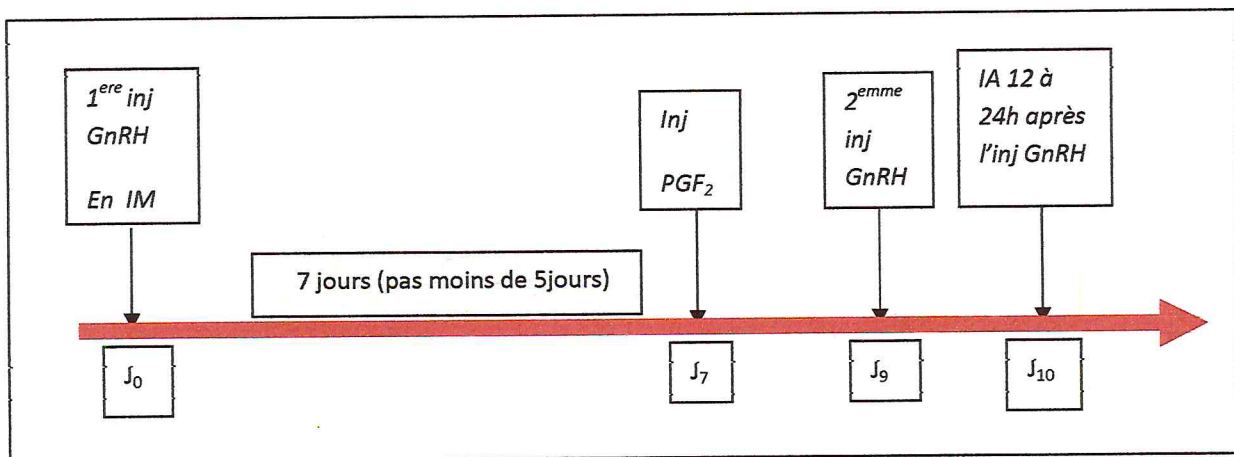 1ere inj
GnRH
En IM
Inj
PGF2
2emme
inj
GnRH
IA 12 à
24h après
l'inj GnRH
7 jours (pas moins de 5jours)
J0
J7
J9
J10